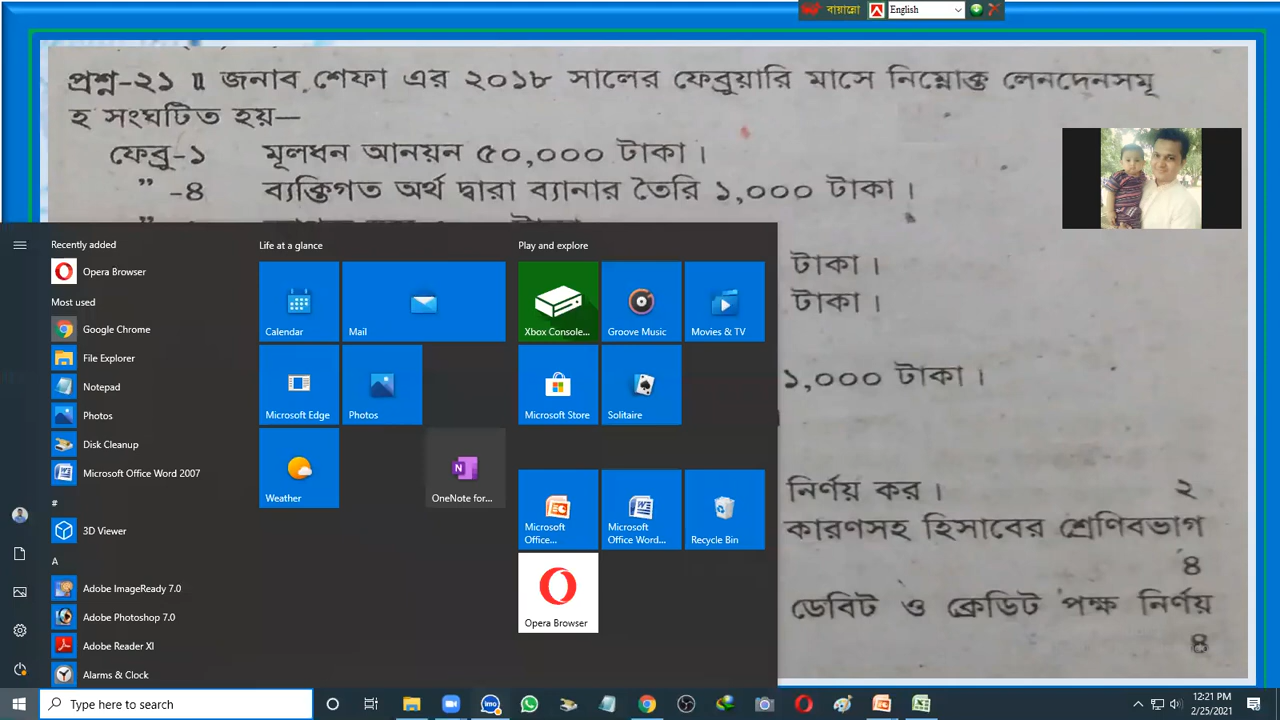 বায়ান্নো
English
প্রশ্ন-২১ ॥ জনাব শেফা এর ২০১৮ সালের ফেব্রুয়ারি মাসে নিম্নোক্ত লেনদেনসমূ
হ সংঘটিত হয়—
ফেব্রু-১ মূলধন আনয়ন ৫০,০০০ টাকা।
” -৪ ব্যক্তিগত অর্থ দ্বারা ব্যানার তৈরি ১,০০০ টাকা।
টাকা।
টাকা।
১,০০০ টাকা।
নির্ণয় কর। ২
কারণসহ হিসাবের শ্রেণিবিভাগ
৪
ডেবিট ও ক্রেডিট পক্ষ নির্ণয়
৪
Recently added
Opera Browser
Most used
Google Chrome
File Explorer
Notepad
Photos
Disk Cleanup
Microsoft Office Word 2007
#
3D Viewer
A
Adobe ImageReady 7.0
Adobe Photoshop 7.0
Adobe Reader XI
Alarms & Clock
Life at a glance
Calendar
Mail
Microsoft Edge
Photos
Weather
OneNote for...
Play and explore
Xbox Console...
Groove Music
Movies & TV
Microsoft Store
Solitaire
Microsoft Office...
Microsoft Office Word...
Recycle Bin
Opera Browser
Type here to search
imo
12:21 PM
2/25/2021